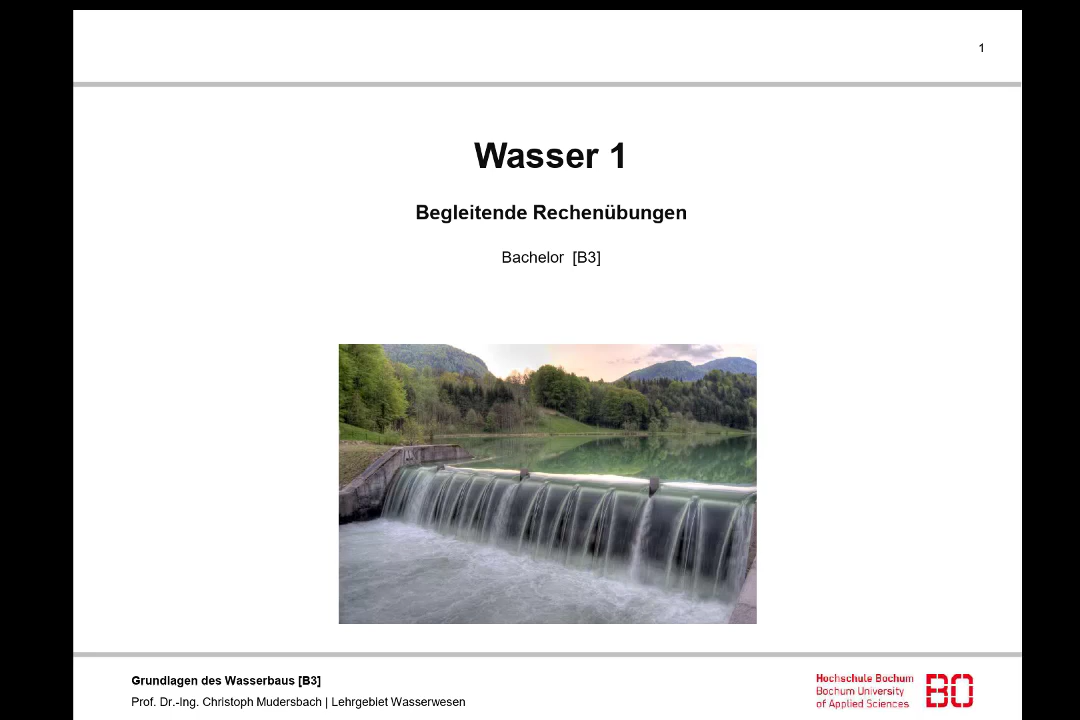 1
Wasser 1
Begleitende Rechenübungen
Bachelor [B3]
Grundlagen des Wasserbaus [B3]
Prof. Dr.-Ing. Christoph Mudersbach | Lehrgebiet Wasserwesen
Hochschule Bochum
Bochum University
of Applied Sciences
BO